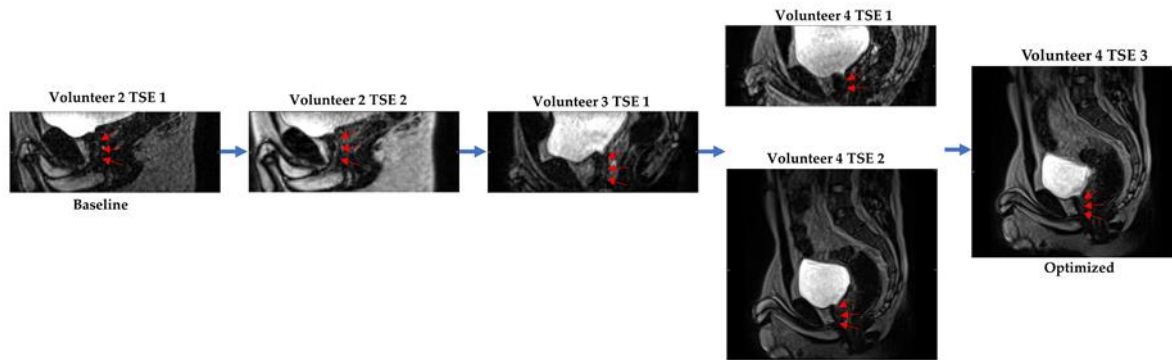 Volunteer 2 TSE 1
Baseline
Volunteer 2 TSE 2
Volunteer 3 TSE 1
Volunteer 4 TSE 1
Volunteer 4 TSE 2
Volunteer 4 TSE 3
Optimized